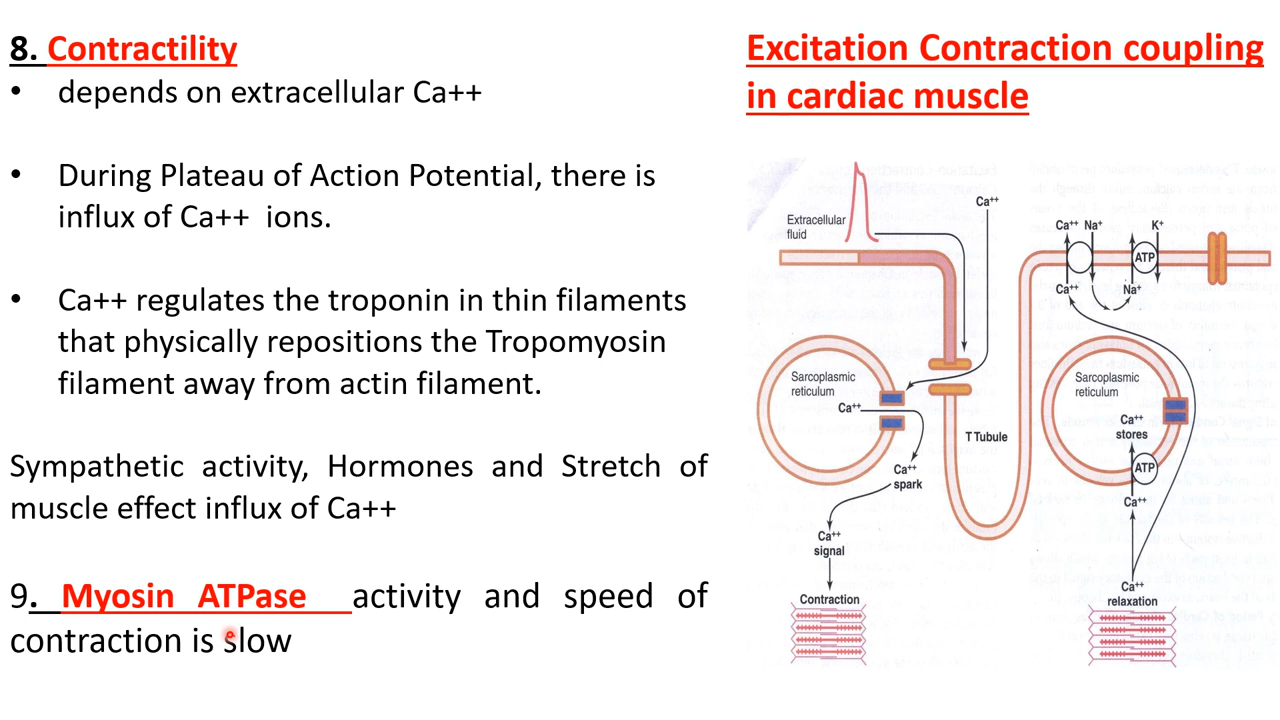 8. Contractility
• depends on extracellular Ca++
• During Plateau of Action Potential, there is
influx of Ca++ ions.
• Ca++ regulates the troponin in thin filaments
that physically repositions the Tropomyosin
filament away from actin filament.
Sympathetic activity, Hormones and Stretch of
muscle effect influx of Ca++
9. Myosin ATPase activity and speed of
contraction is slow
Excitation Contraction coupling
in cardiac muscle
Extracellular
fluid
Ca++
Sarcoplasmic
reticulum
Ca++
Ca++
spark
Ca++
signal
Contraction
T Tubule
Ca++ Na+ K+
ATP
Ca++ Na+
Sarcoplasmic
reticulum
Ca++
stores
ATP
Ca++
Ca++
relaxation